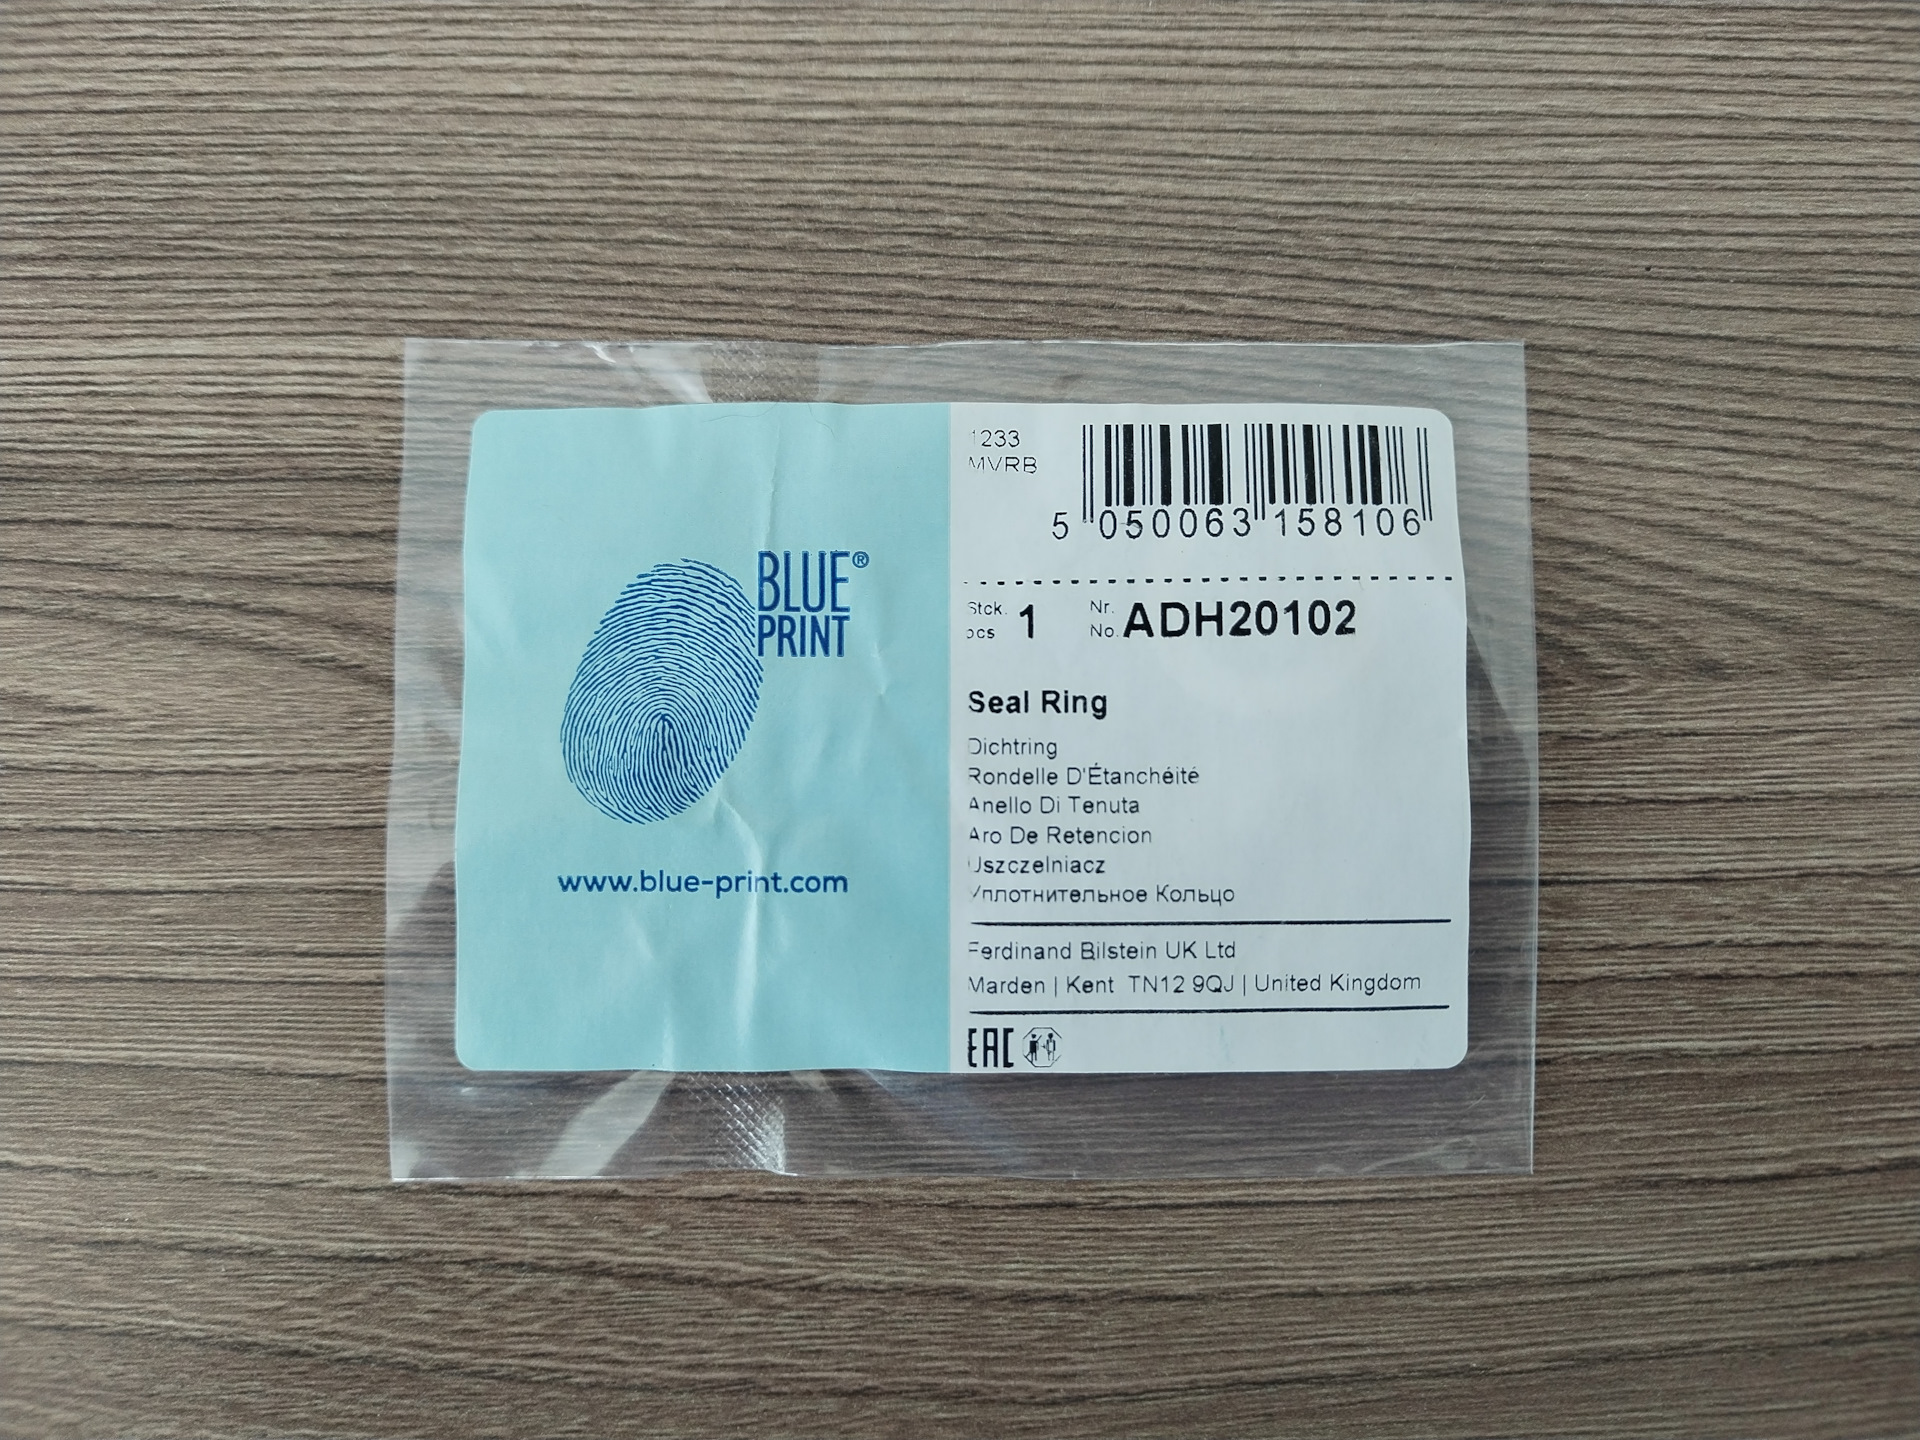 BLUE®
PRINT
www.blue-print.com
1233
MVRB
5 050063 158106
Stck. 1 Nr. ADH20102
pcs No.
Seal Ring
Dichtring
Rondelle D'Étanchéité
Anello Di Tenuta
Aro De Retencion
Uszczelniacz
Уплотнительное Кольцо
Ferdinand Bilstein UK Ltd
Marden | Kent TN12 9QJ | United Kingdom
EAC